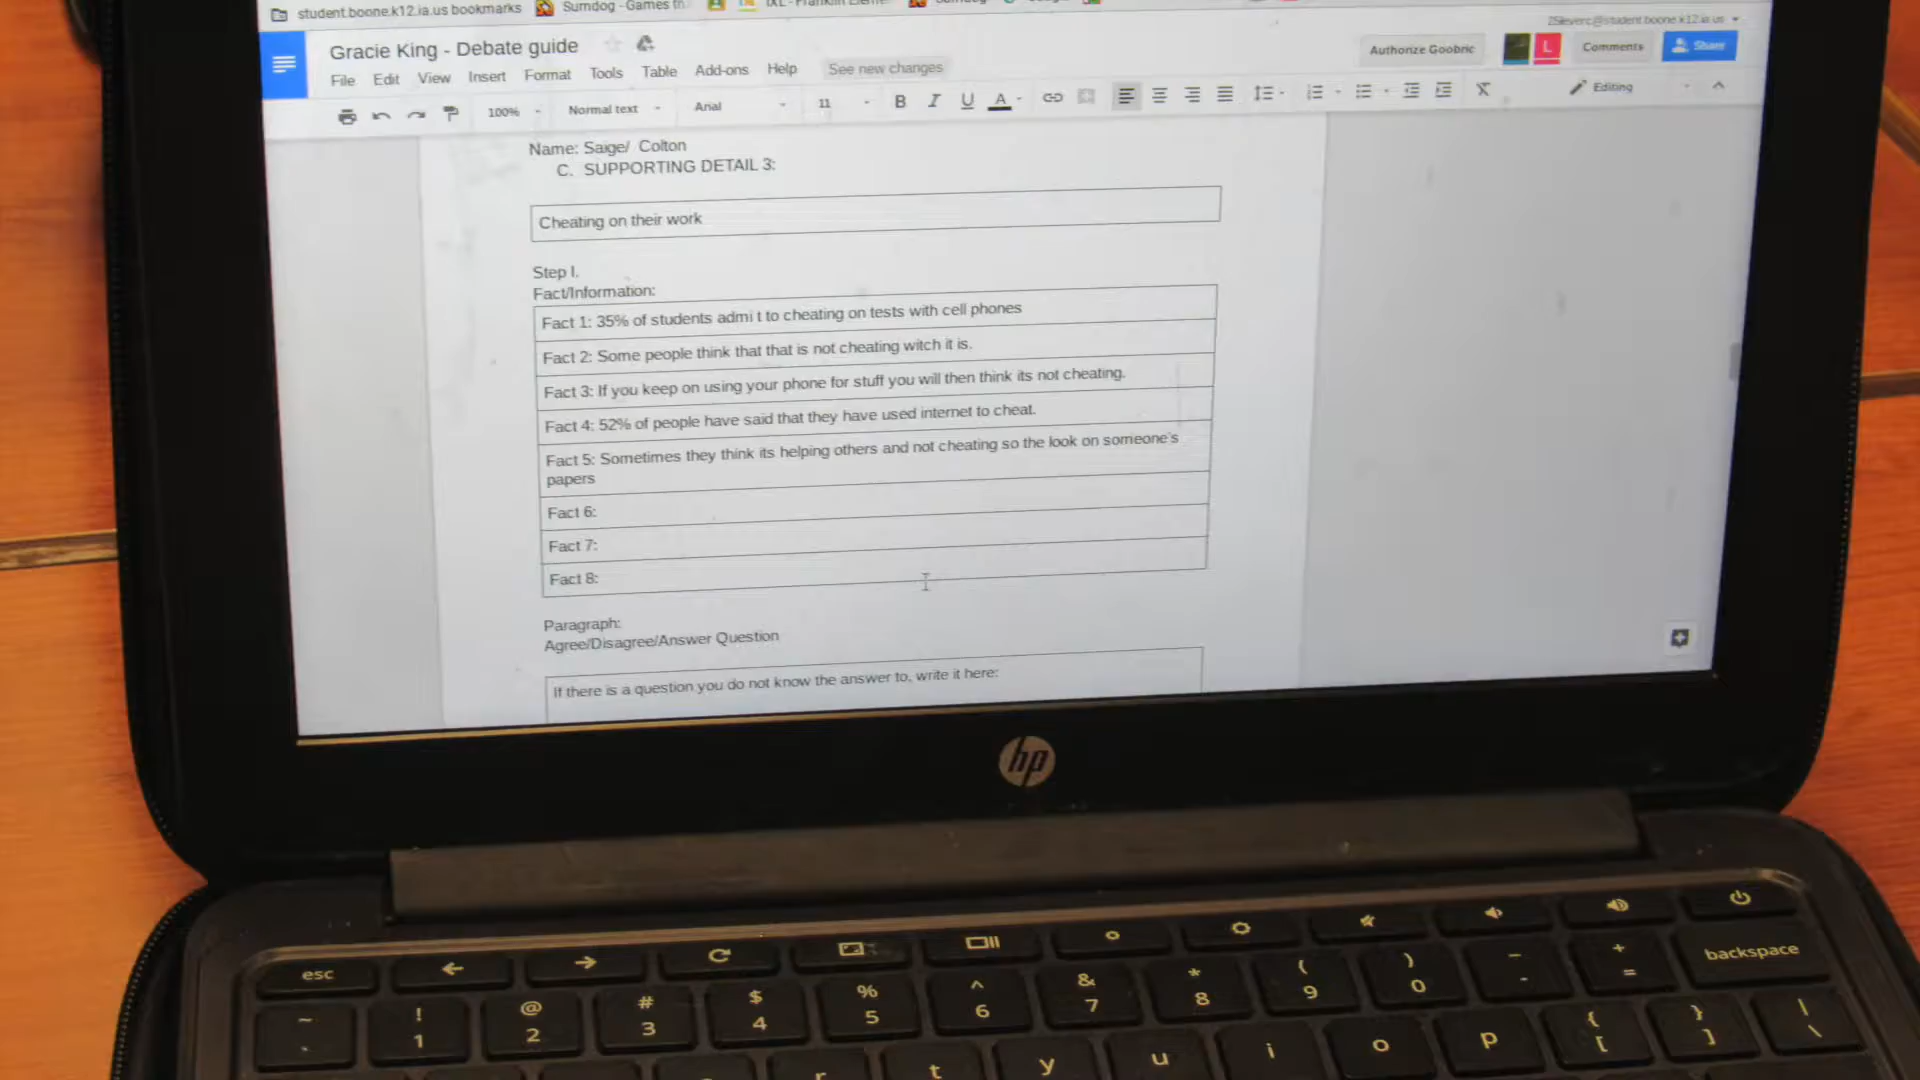 student.boone.k12.ia.us bookmarks Sumdog - Games th
Gracie King - Debate guide
2Sleverc@student.boone.k12.ia.us
File Edit View Insert Format Tools Table Add-ons Help See new changes
Authorize Goobric L Comments Share
100% Normal text Arial 11 B I U A Editing
Name: Saige/ Colton
C. SUPPORTING DETAIL 3:
Cheating on their work
Step I.
Fact/Information:
Fact 1: 35% of students admi t to cheating on tests with cell phones
Fact 2: Some people think that that is not cheating witch it is.
Fact 3: If you keep on using your phone for stuff you will then think its not cheating.
Fact 4: 52% of people have said that they have used internet to cheat.
Fact 5: Sometimes they think its helping others and not cheating so the look on someone's
papers
Fact 6:
Fact 7:
Fact 8:
Paragraph:
Agree/Disagree/Answer Question
If there is a question you do not know the answer to, write it here:
hp
esc
backspace
~ ! @ # $ % ^ & * ( ) _ +
` 1 2 3 4 5 6 7 8 9 0 - =
r t y u i o p { [ } ] | \